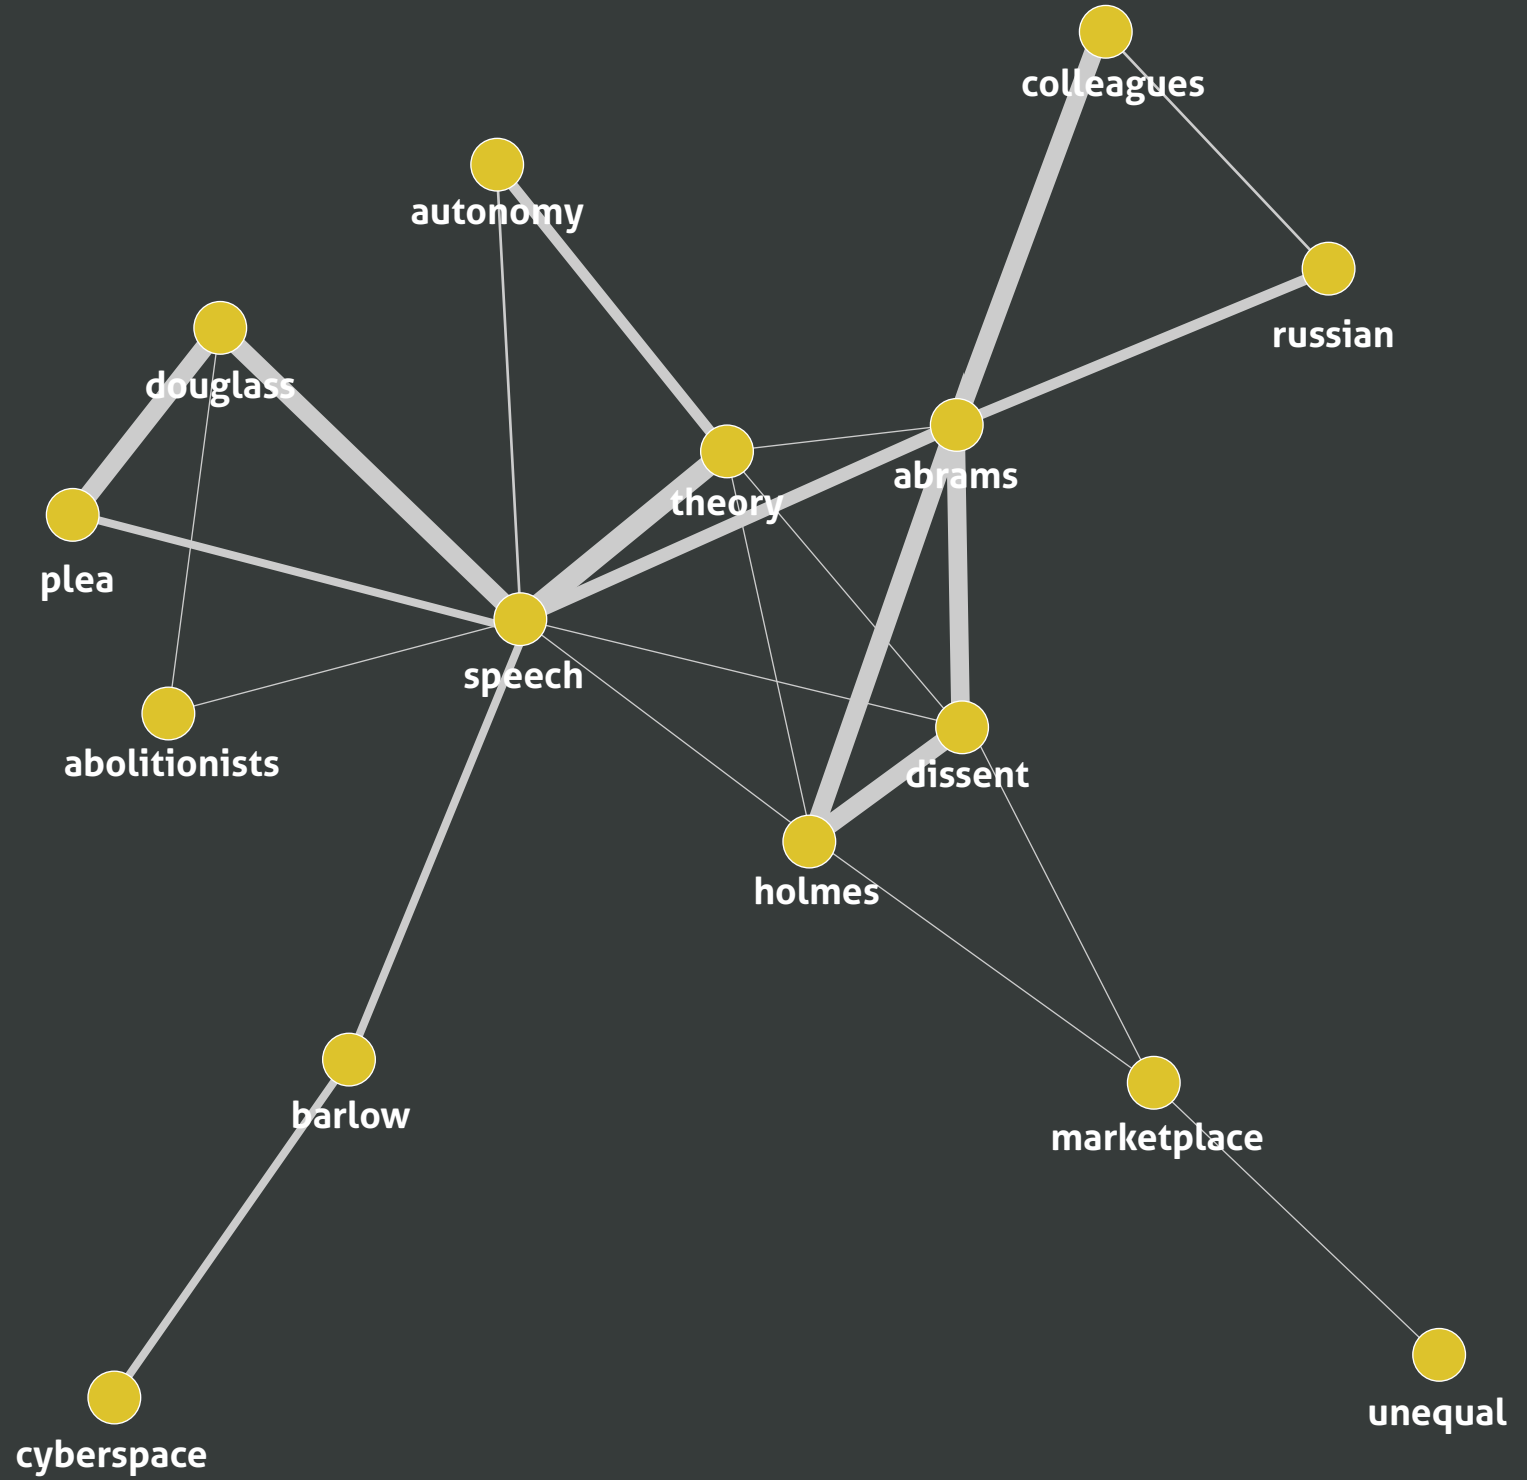 colleagues
autonomy
russian
douglass
abrams
theory
plea
speech
abolitionists
dissent
holmes
barlow
marketplace
unequal
cyberspace